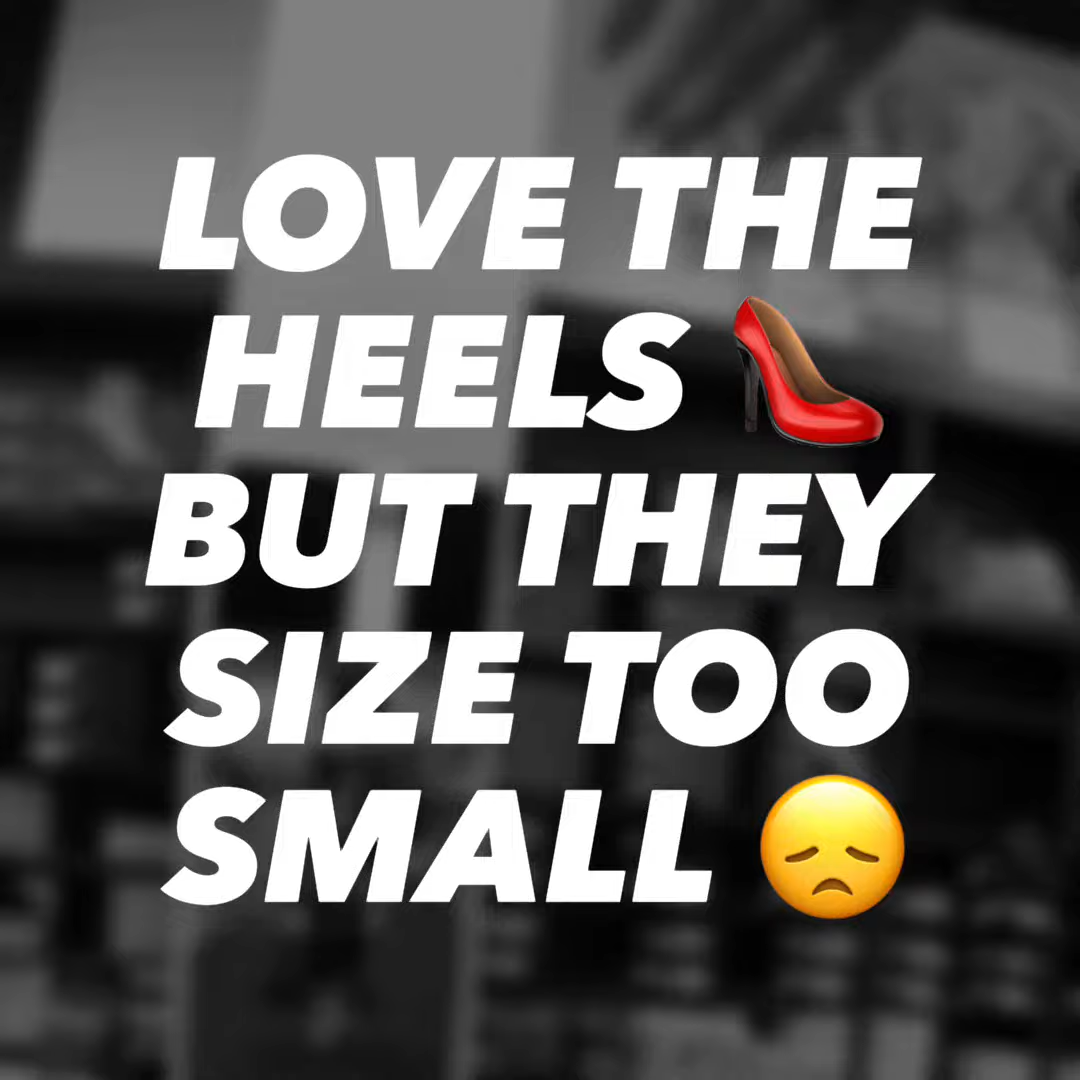 LOVE THE
HEELS 👠
BUT THEY
SIZE TOO
SMALL 😞